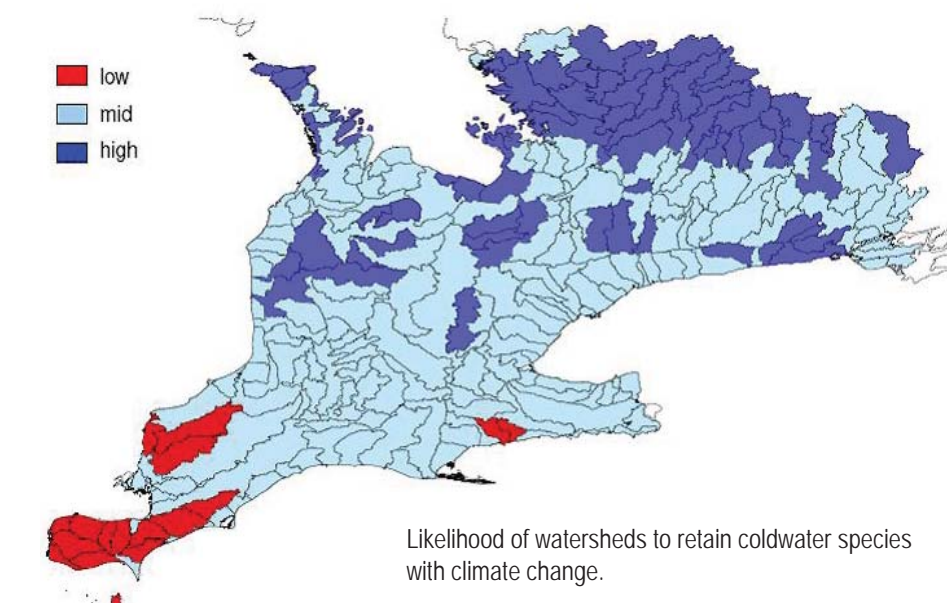 low
mid
high
Likelihood of watersheds to retain coldwater species
with climate change.